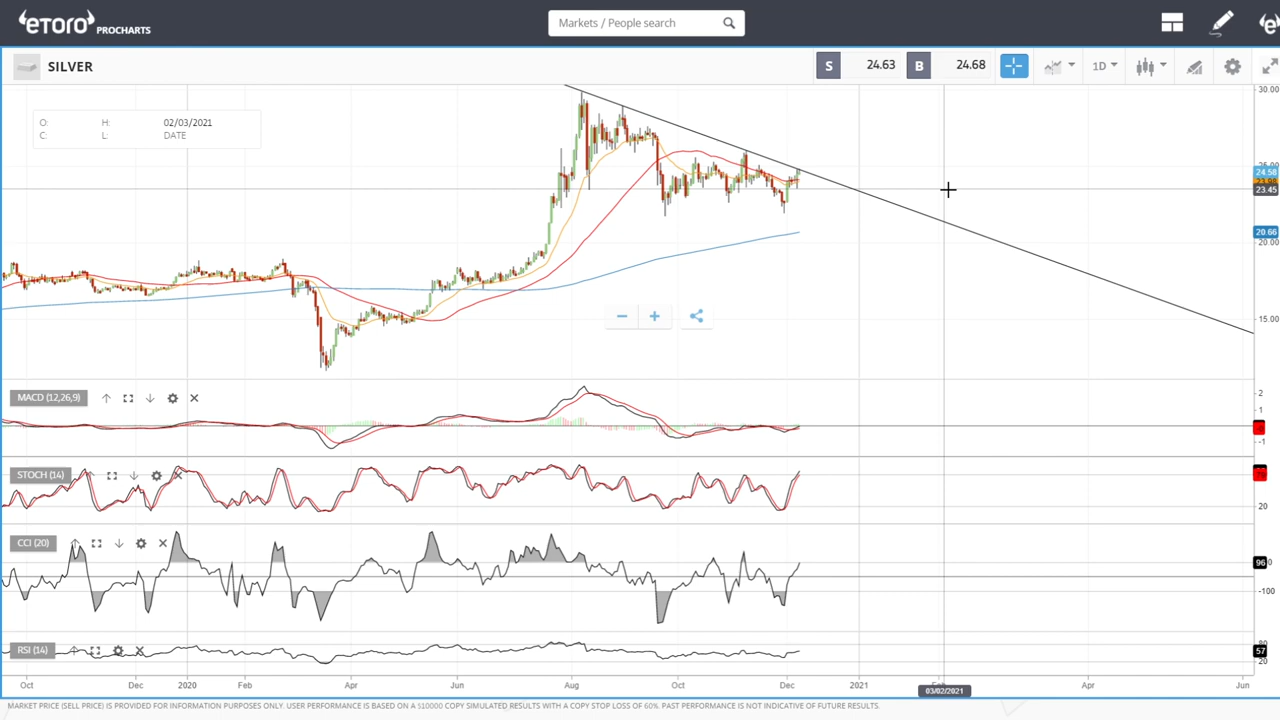 eTORO PROCHARTS
Markets / People search
SILVER
S 24.63 B 24.68
1D
O: H: 02/03/2021
C: L: DATE
30.00
25.00
24.58
23.45
20.66
20.00
15.00
MACD (12,26,9)
2
1
-1
STOCH (14)
20
CCI (20)
96
-100
RSI (14)
80
57
20
Oct Dec 2020 Feb Apr Jun Aug Oct Dec 2021 Apr Jun
03/02/2021
MARKET PRICE (SELL PRICE) IS PROVIDED FOR INFORMATION PURPOSES ONLY. USER PERFORMANCE IS BASED ON A $10000 COPY SIMULATED RESULTS WITH A COPY STOP LOSS OF 60%. PAST PERFORMANCE IS NOT INDICATIVE OF FUTURE RESULTS.